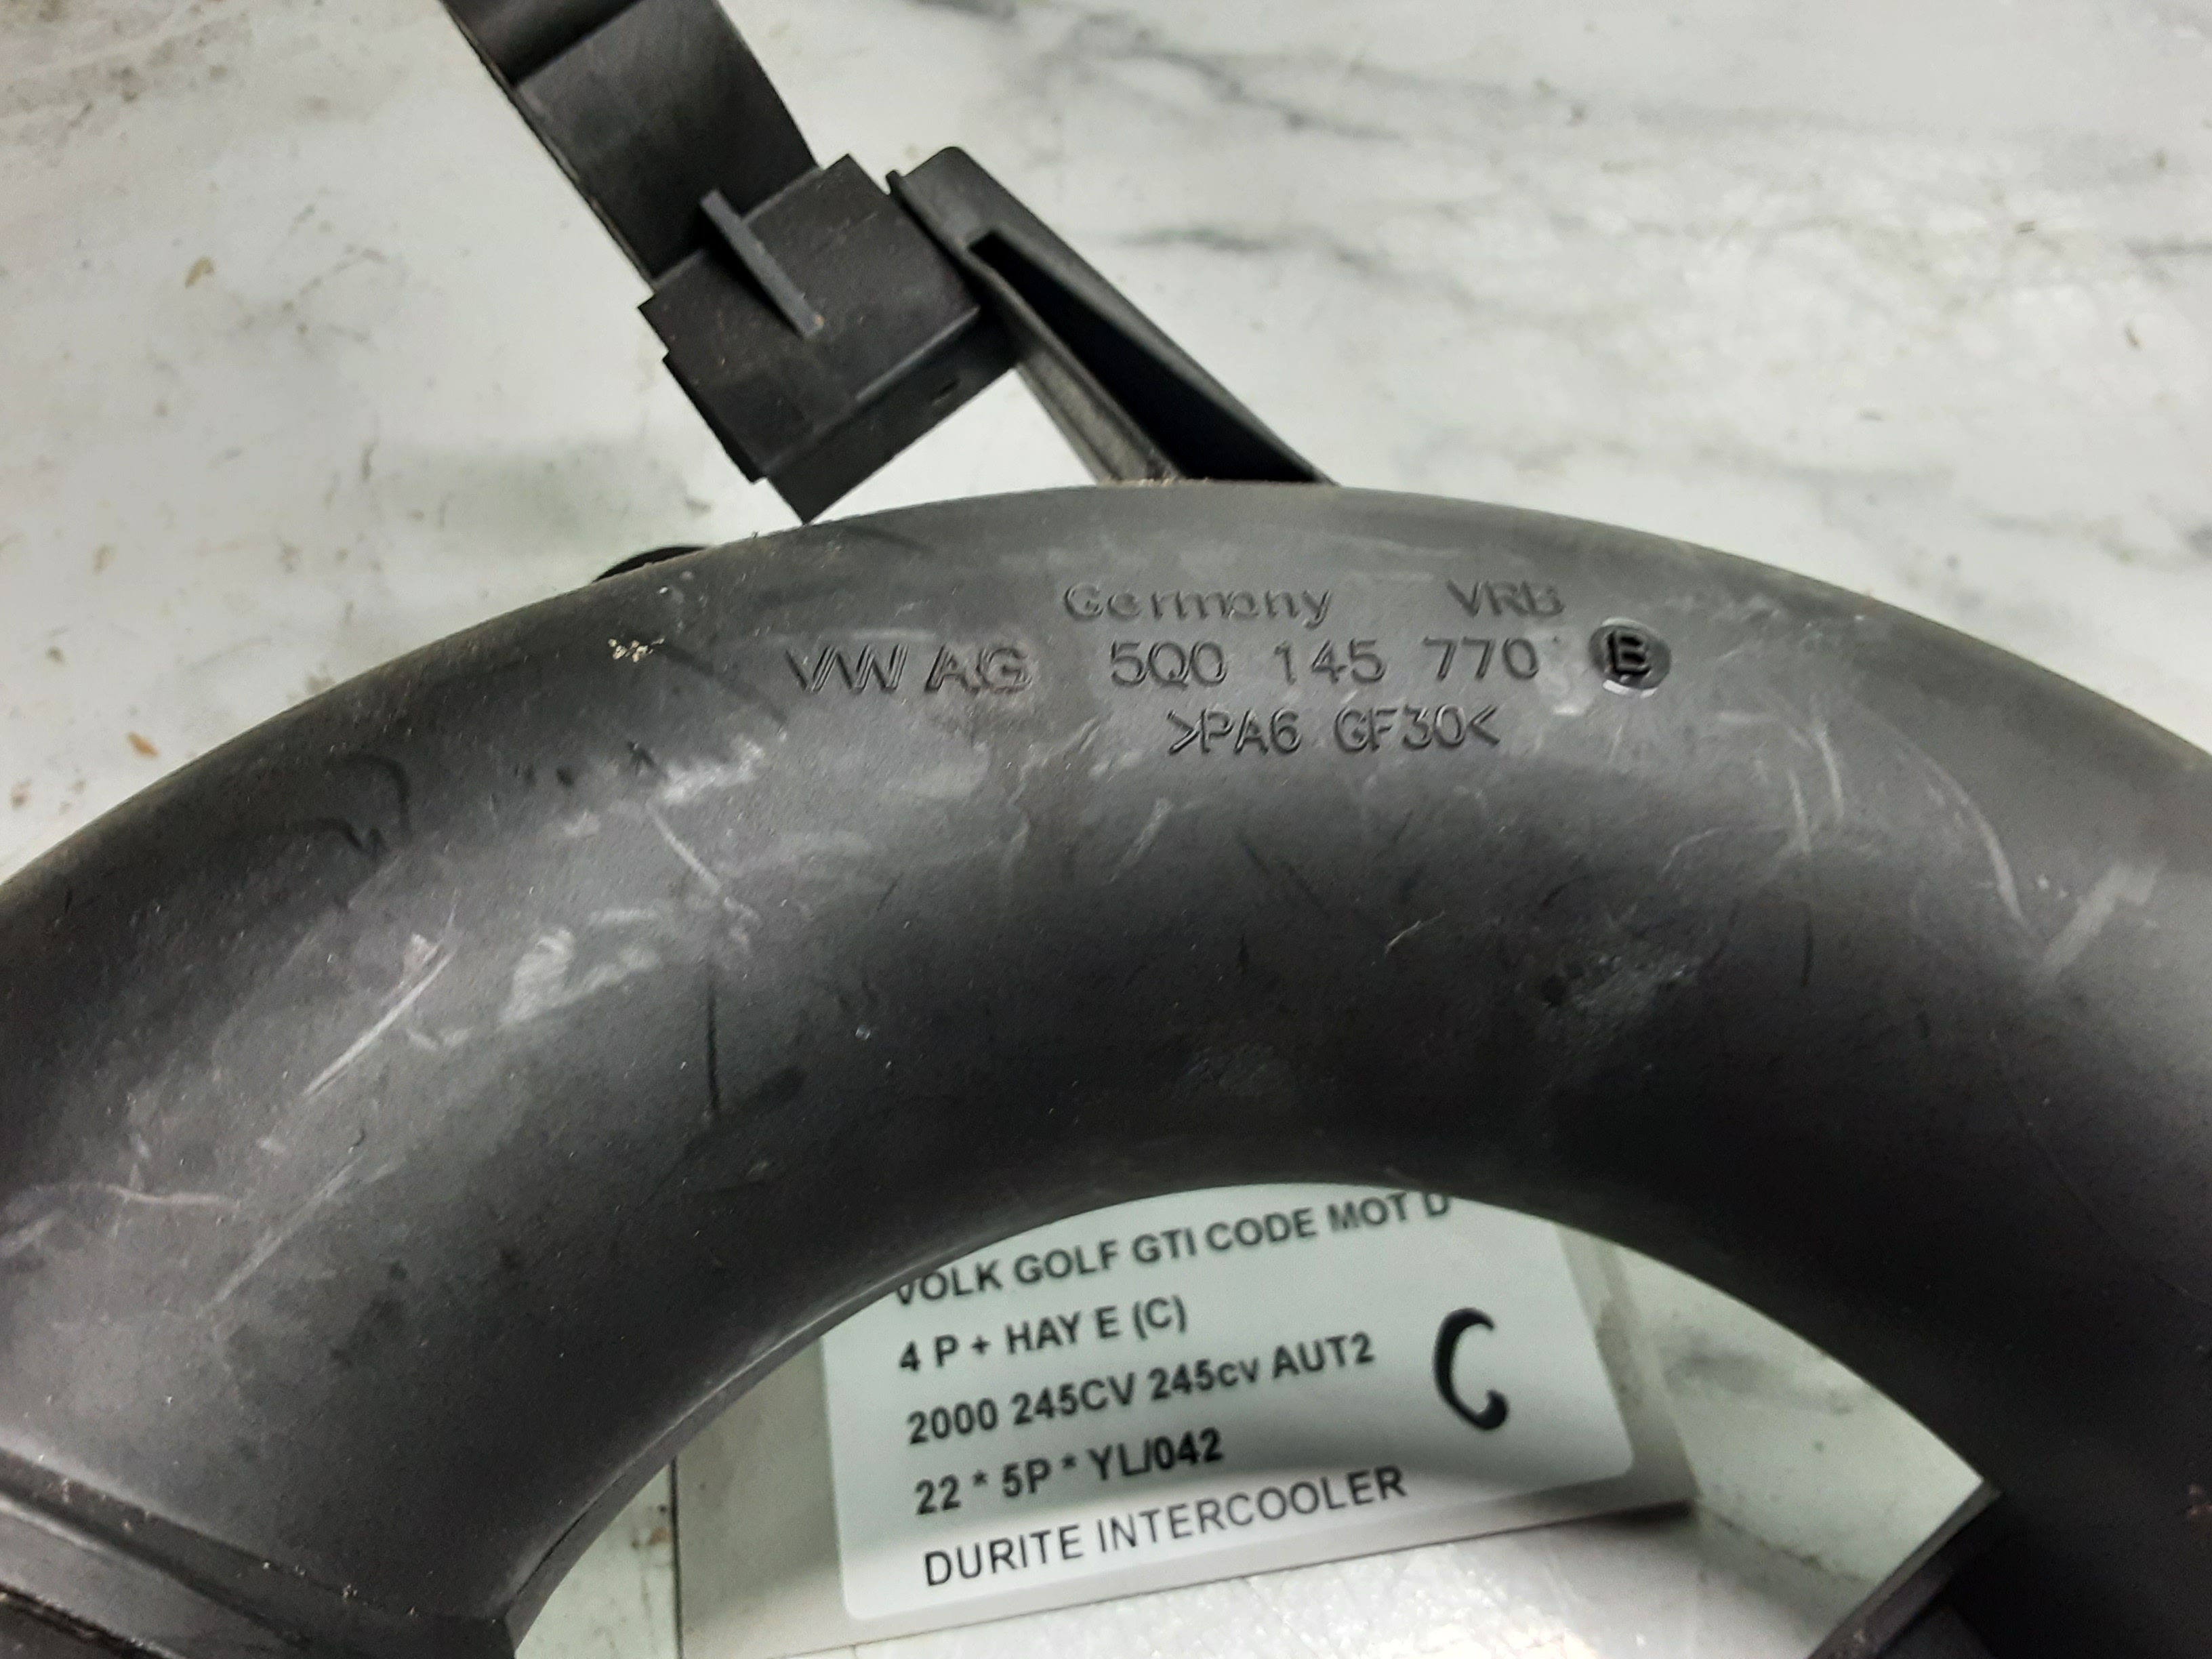 Germany VRB
VW AG 5Q0 145 770 B
>PA6 GF30<
VOLK GOLF GTI CODE MOT D
4 P + HAY E (C)
2000 245CV 245cv AUT2
22 * 5P * YL/042
DURITE INTERCOOLER
C